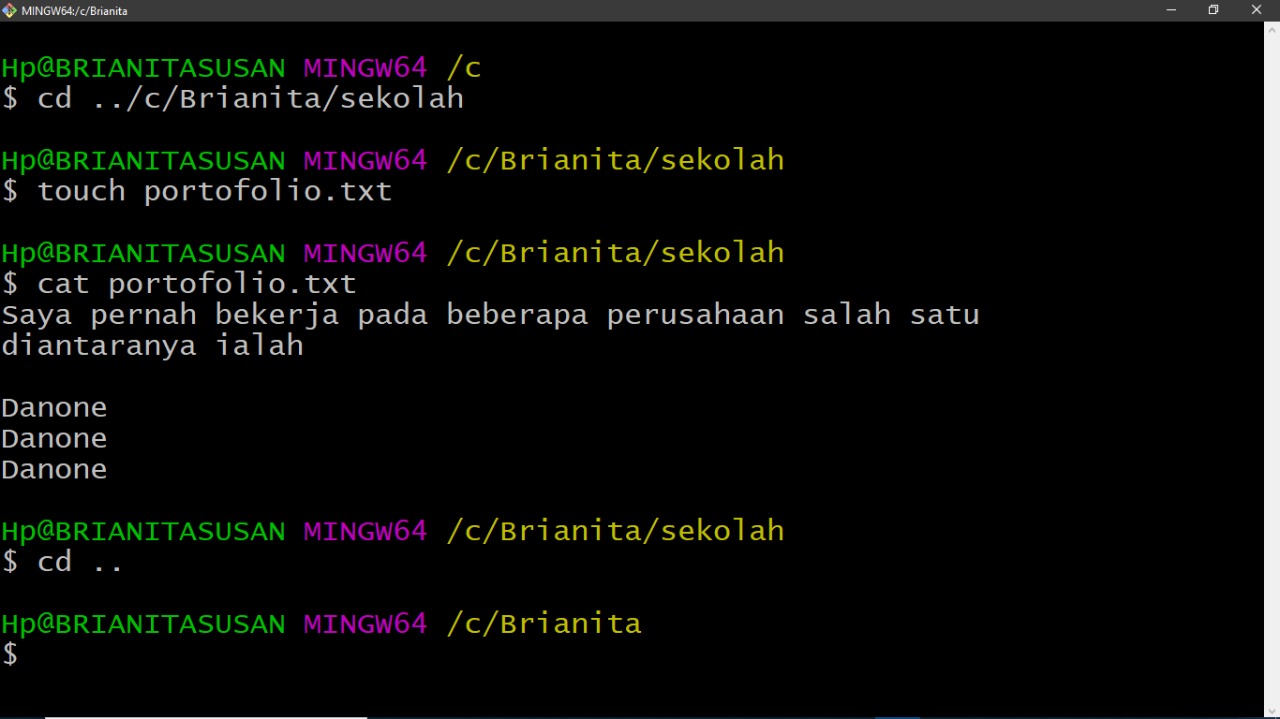 MINGW64:/c/Brianita
Hp@BRIANITASUSAN MINGW64 /c
$ cd ../c/Brianita/sekolah
Hp@BRIANITASUSAN MINGW64 /c/Brianita/sekolah
$ touch portofolio.txt
Hp@BRIANITASUSAN MINGW64 /c/Brianita/sekolah
$ cat portofolio.txt
Saya pernah bekerja pada beberapa perusahaan salah satu
diantaranya ialah
Danone
Danone
Danone
Hp@BRIANITASUSAN MINGW64 /c/Brianita/sekolah
$ cd ..
Hp@BRIANITASUSAN MINGW64 /c/Brianita
$